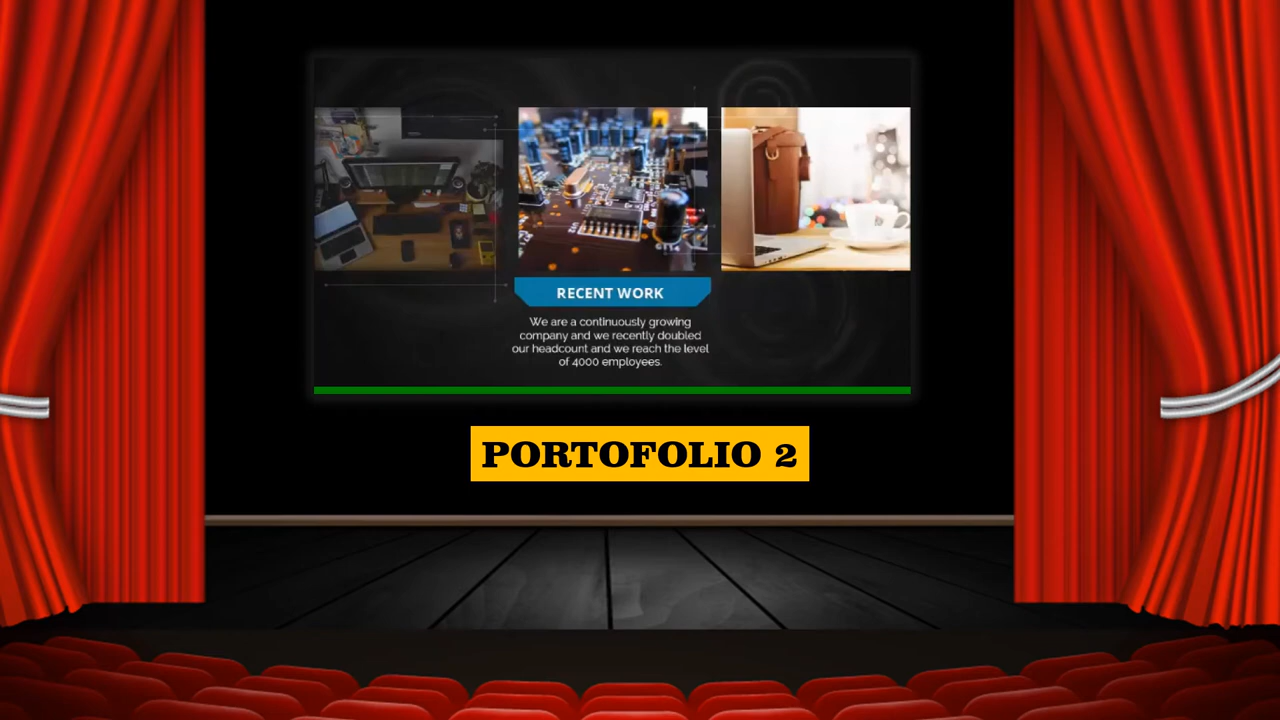 RECENT WORK
We are a continuously growing
company and we recently doubled
our headcount and we reach the level
of 4000 employees.
PORTOFOLIO 2